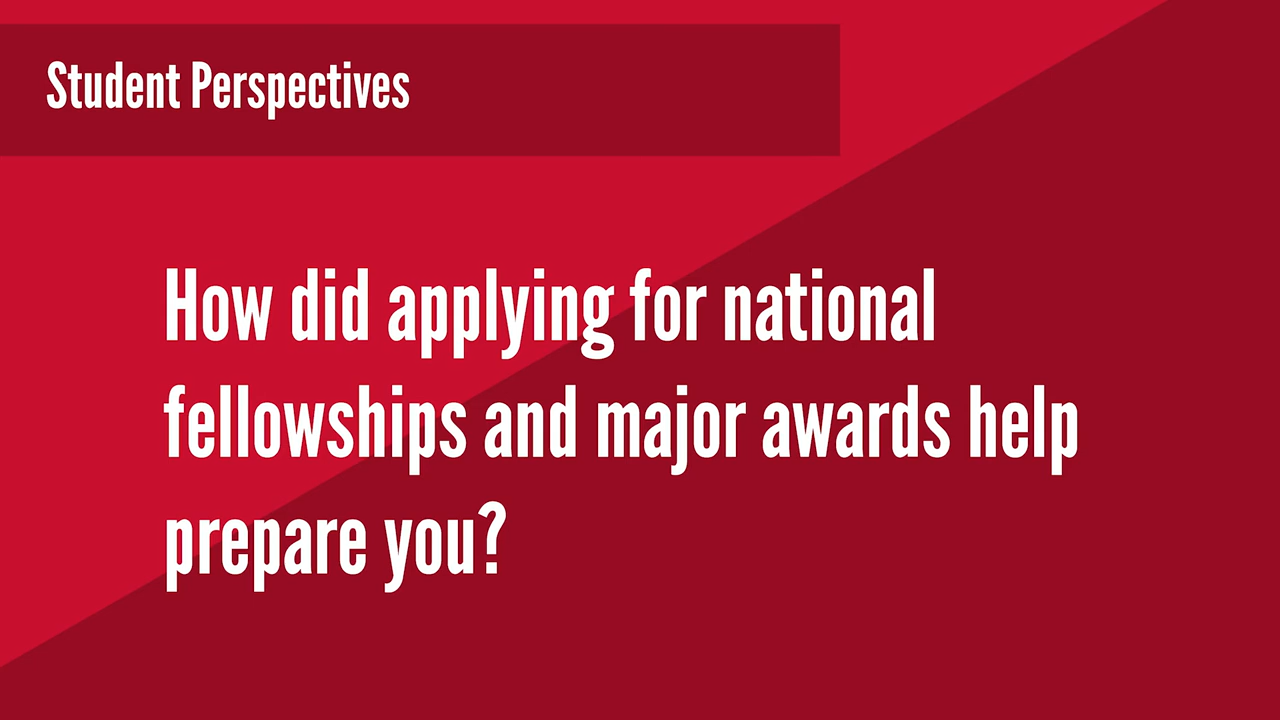 Student Perspectives
How did applying for national
fellowships and major awards help
prepare you?